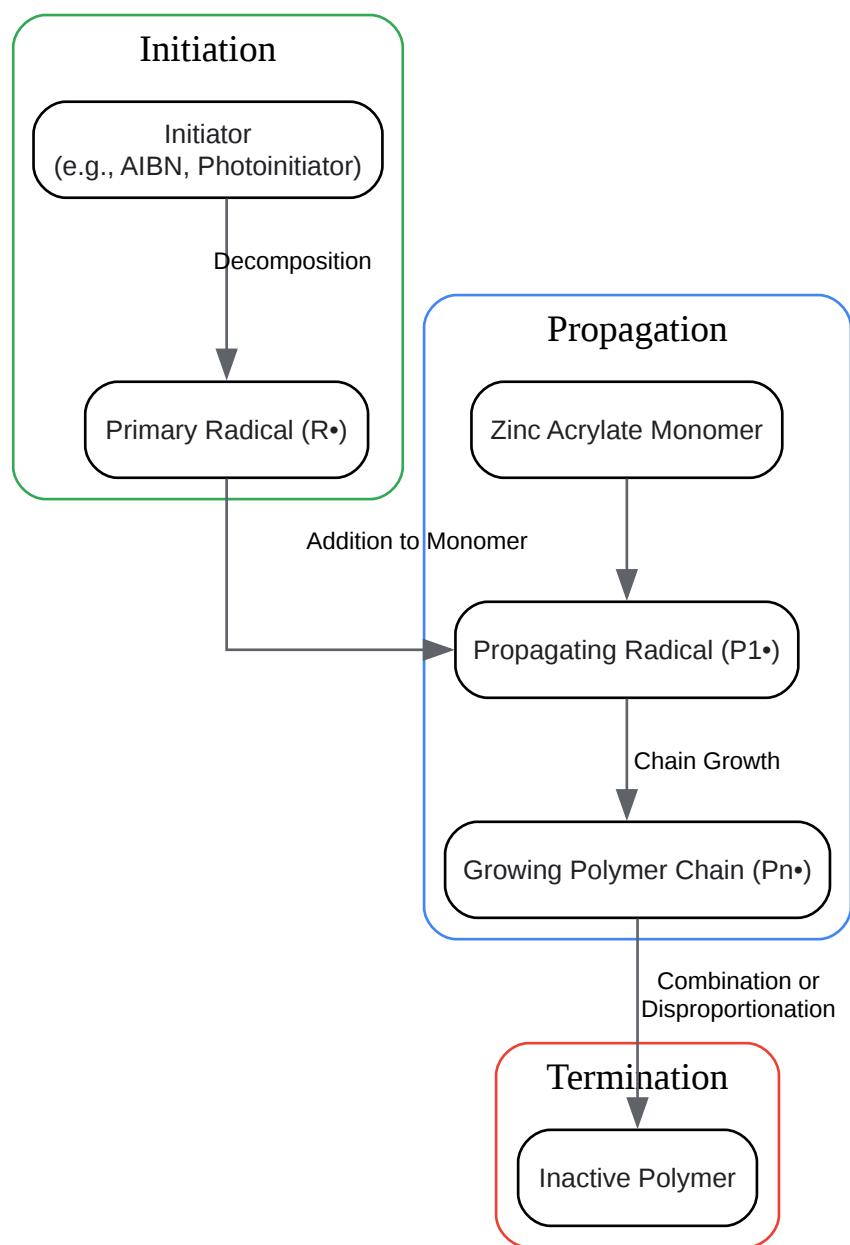 Initiation
Initiator
(e.g., AIBN, Photoinitiator)
Decomposition
Primary Radical (R•)
Propagation
Zinc Acrylate Monomer
Addition to Monomer
Propagating Radical (P1•)
Chain Growth
Growing Polymer Chain (Pn•)
Combination or
Disproportionation
Termination
Inactive Polymer